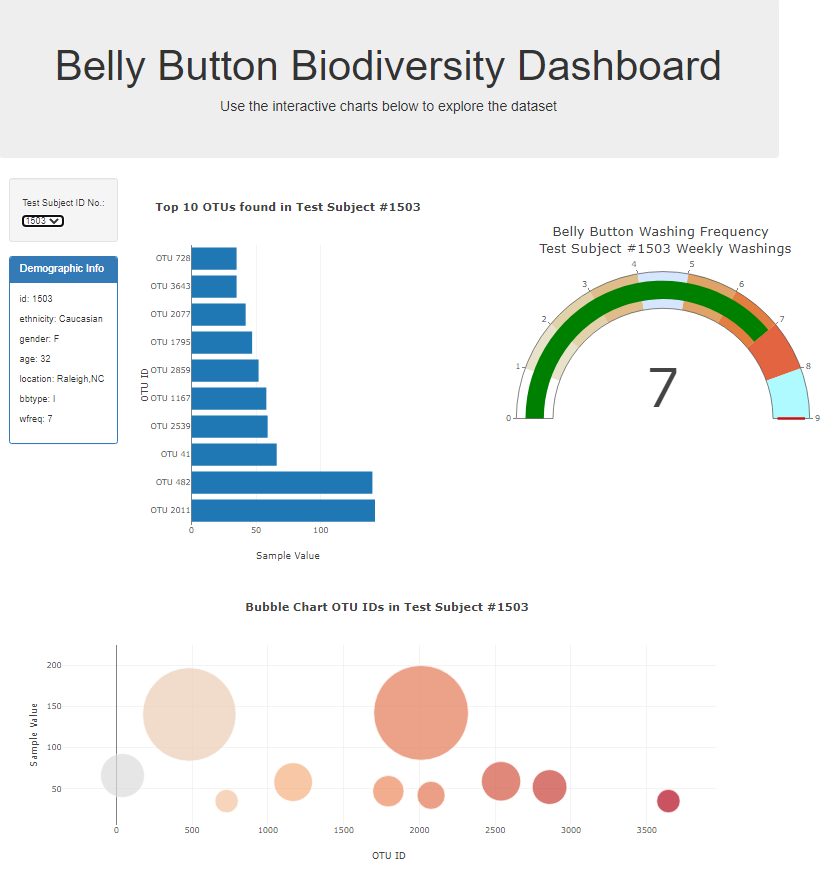 Belly Button Biodiversity Dashboard
Use the interactive charts below to explore the dataset
Test Subject ID No.:
1503
Demographic Info
id: 1503
ethnicity: Caucasian
gender: F
age: 32
location: Raleigh,NC
bbtype: I
wfreq: 7
Top 10 OTUs found in Test Subject #1503
OTU ID
OTU 728
OTU 3643
OTU 2077
OTU 1795
OTU 2859
OTU 1167
OTU 2539
OTU 41
OTU 482
OTU 2011
0 50 100
Sample Value
Belly Button Washing Frequency
Test Subject #1503 Weekly Washings
0
1
2
3
4
5
6
7
8
9
7
Bubble Chart OTU IDs in Test Subject #1503
Sample Value
200
150
100
50
0 500 1000 1500 2000 2500 3000 3500
OTU ID